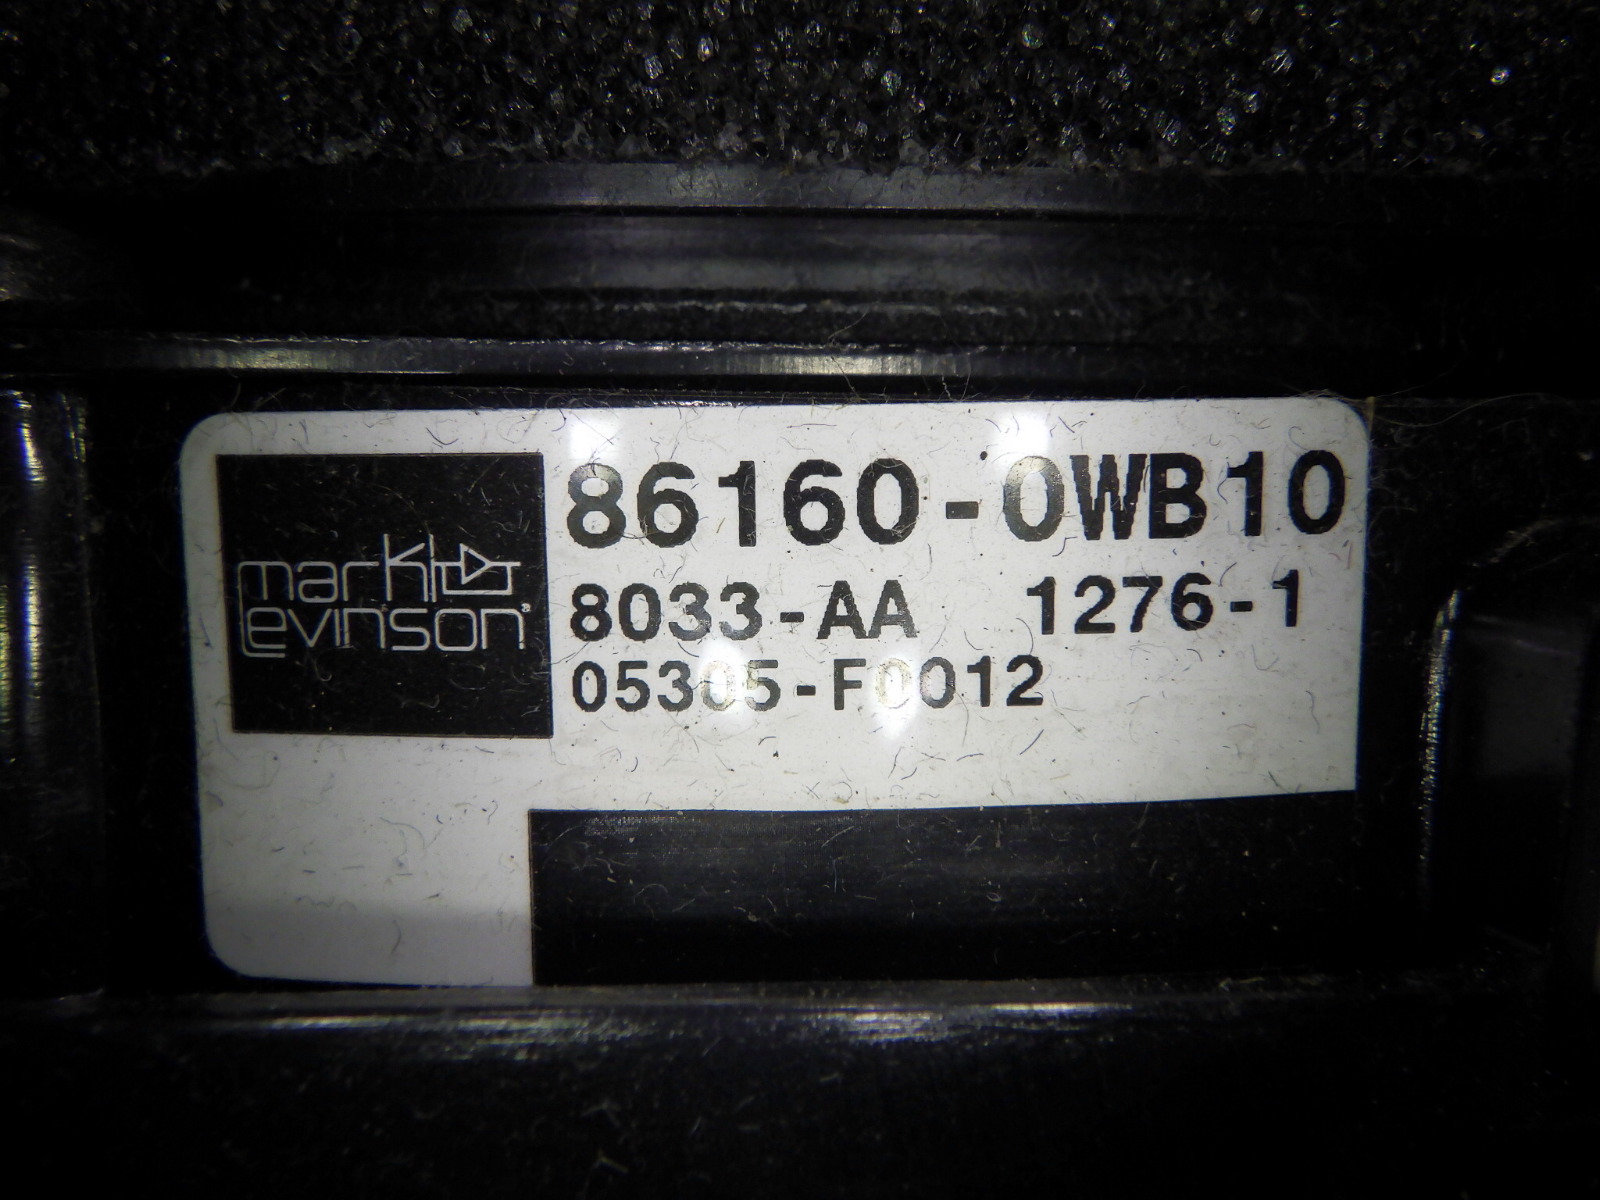 mark
Levinson®
86160-0WB10
8033-AA 1276-1
05305-F0012